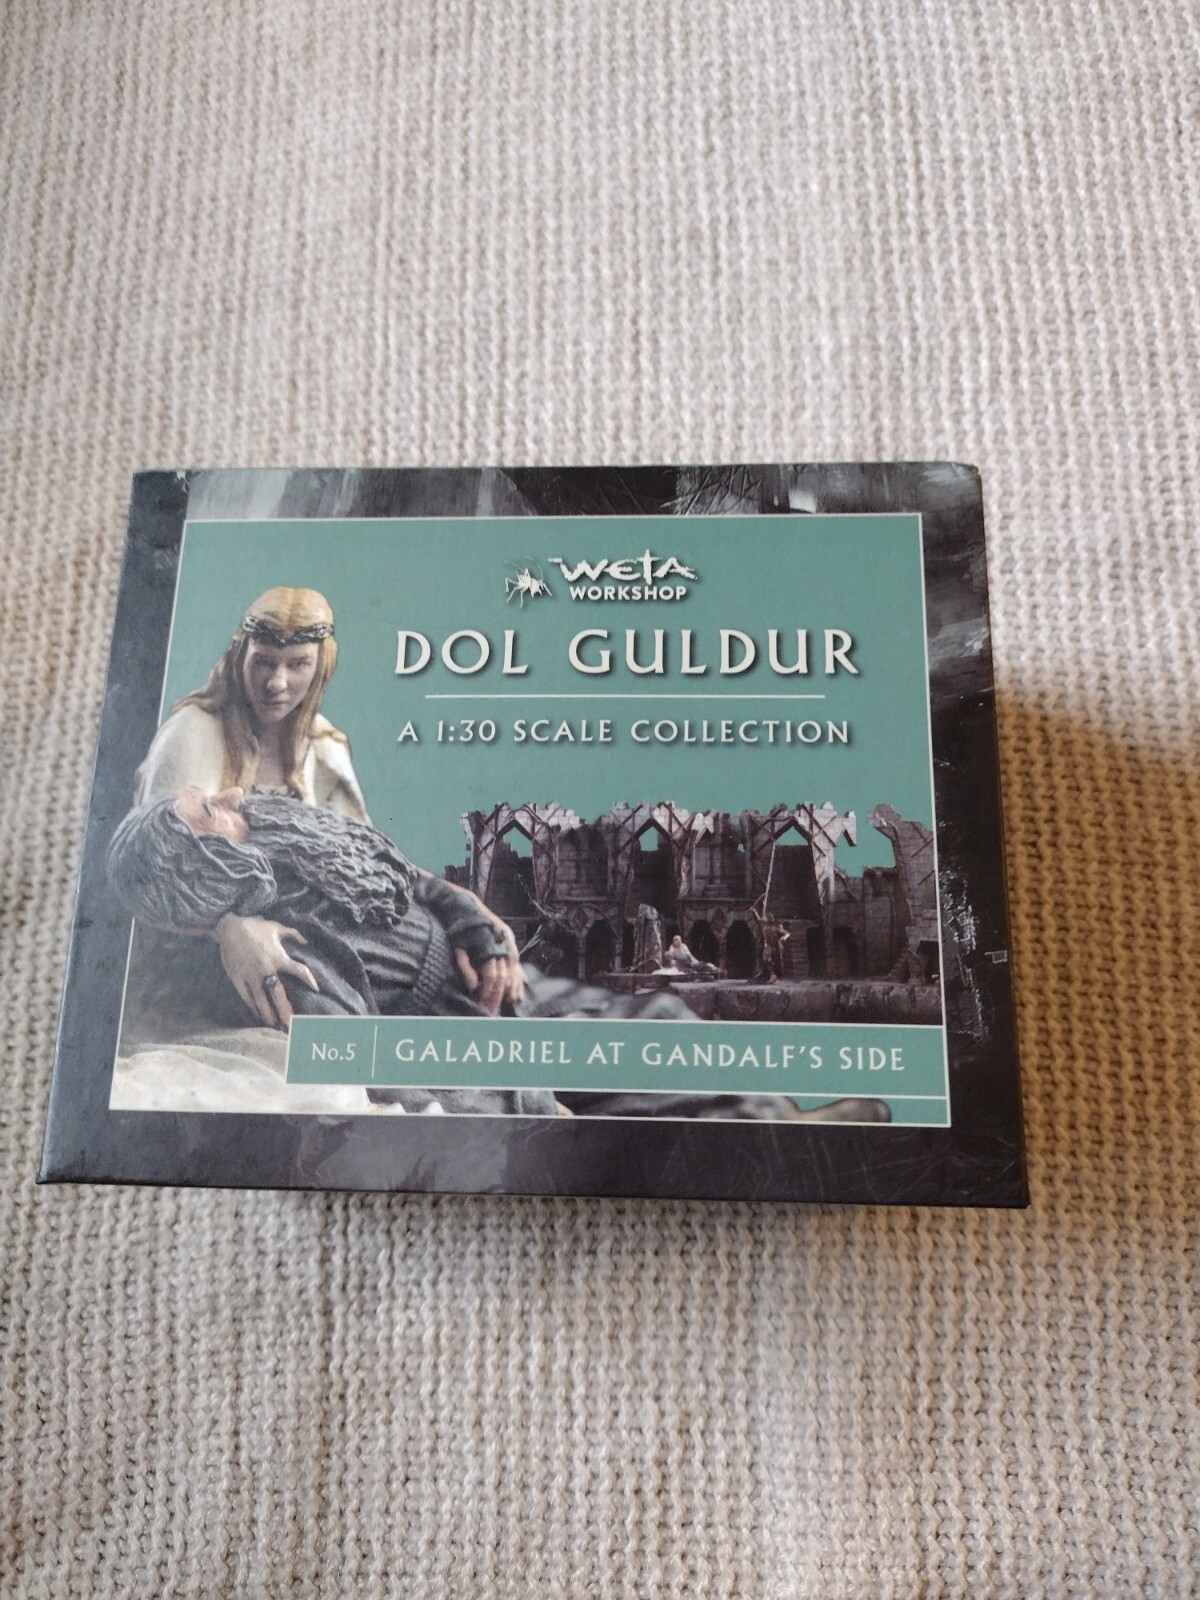 WETA
WORKSHOP
DOL GULDUR
A 1:30 SCALE COLLECTION
No.5 GALADRIEL AT GANDALF'S SIDE